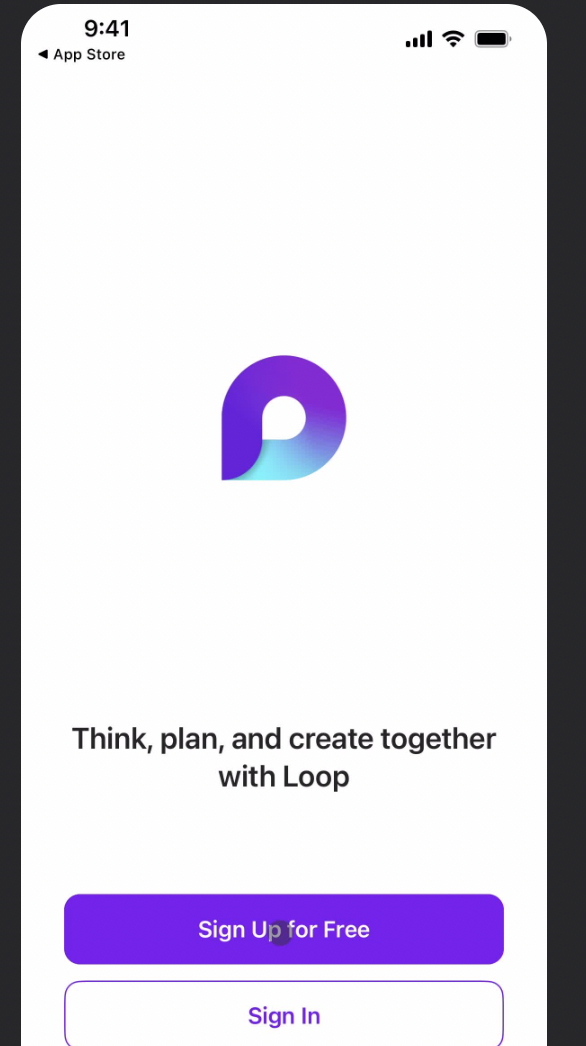 9:41
◀ App Store
Think, plan, and create together
with Loop
Sign Up for Free
Sign In